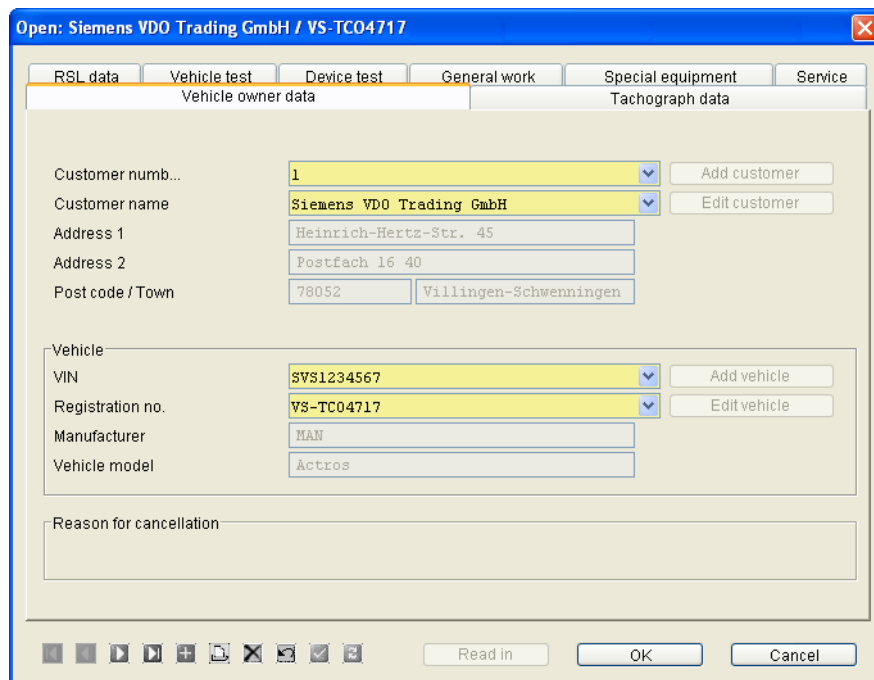 Open: Siemens VDO Trading GmbH / VS-TCO4717
RSL data Vehicle test Device test General work Special equipment Service
Vehicle owner data Tachograph data
Customer numb... 1 Add customer
Customer name Siemens VDO Trading GmbH Edit customer
Address 1 Heinrich-Hertz-Str. 45
Address 2 Postfach 16 40
Post code / Town 78052 Villingen-Schwenningen
Vehicle
VIN SVS1234567 Add vehicle
Registration no. VS-TCO4717 Edit vehicle
Manufacturer MAN
Vehicle model Actros
Reason for cancellation
Read in OK Cancel